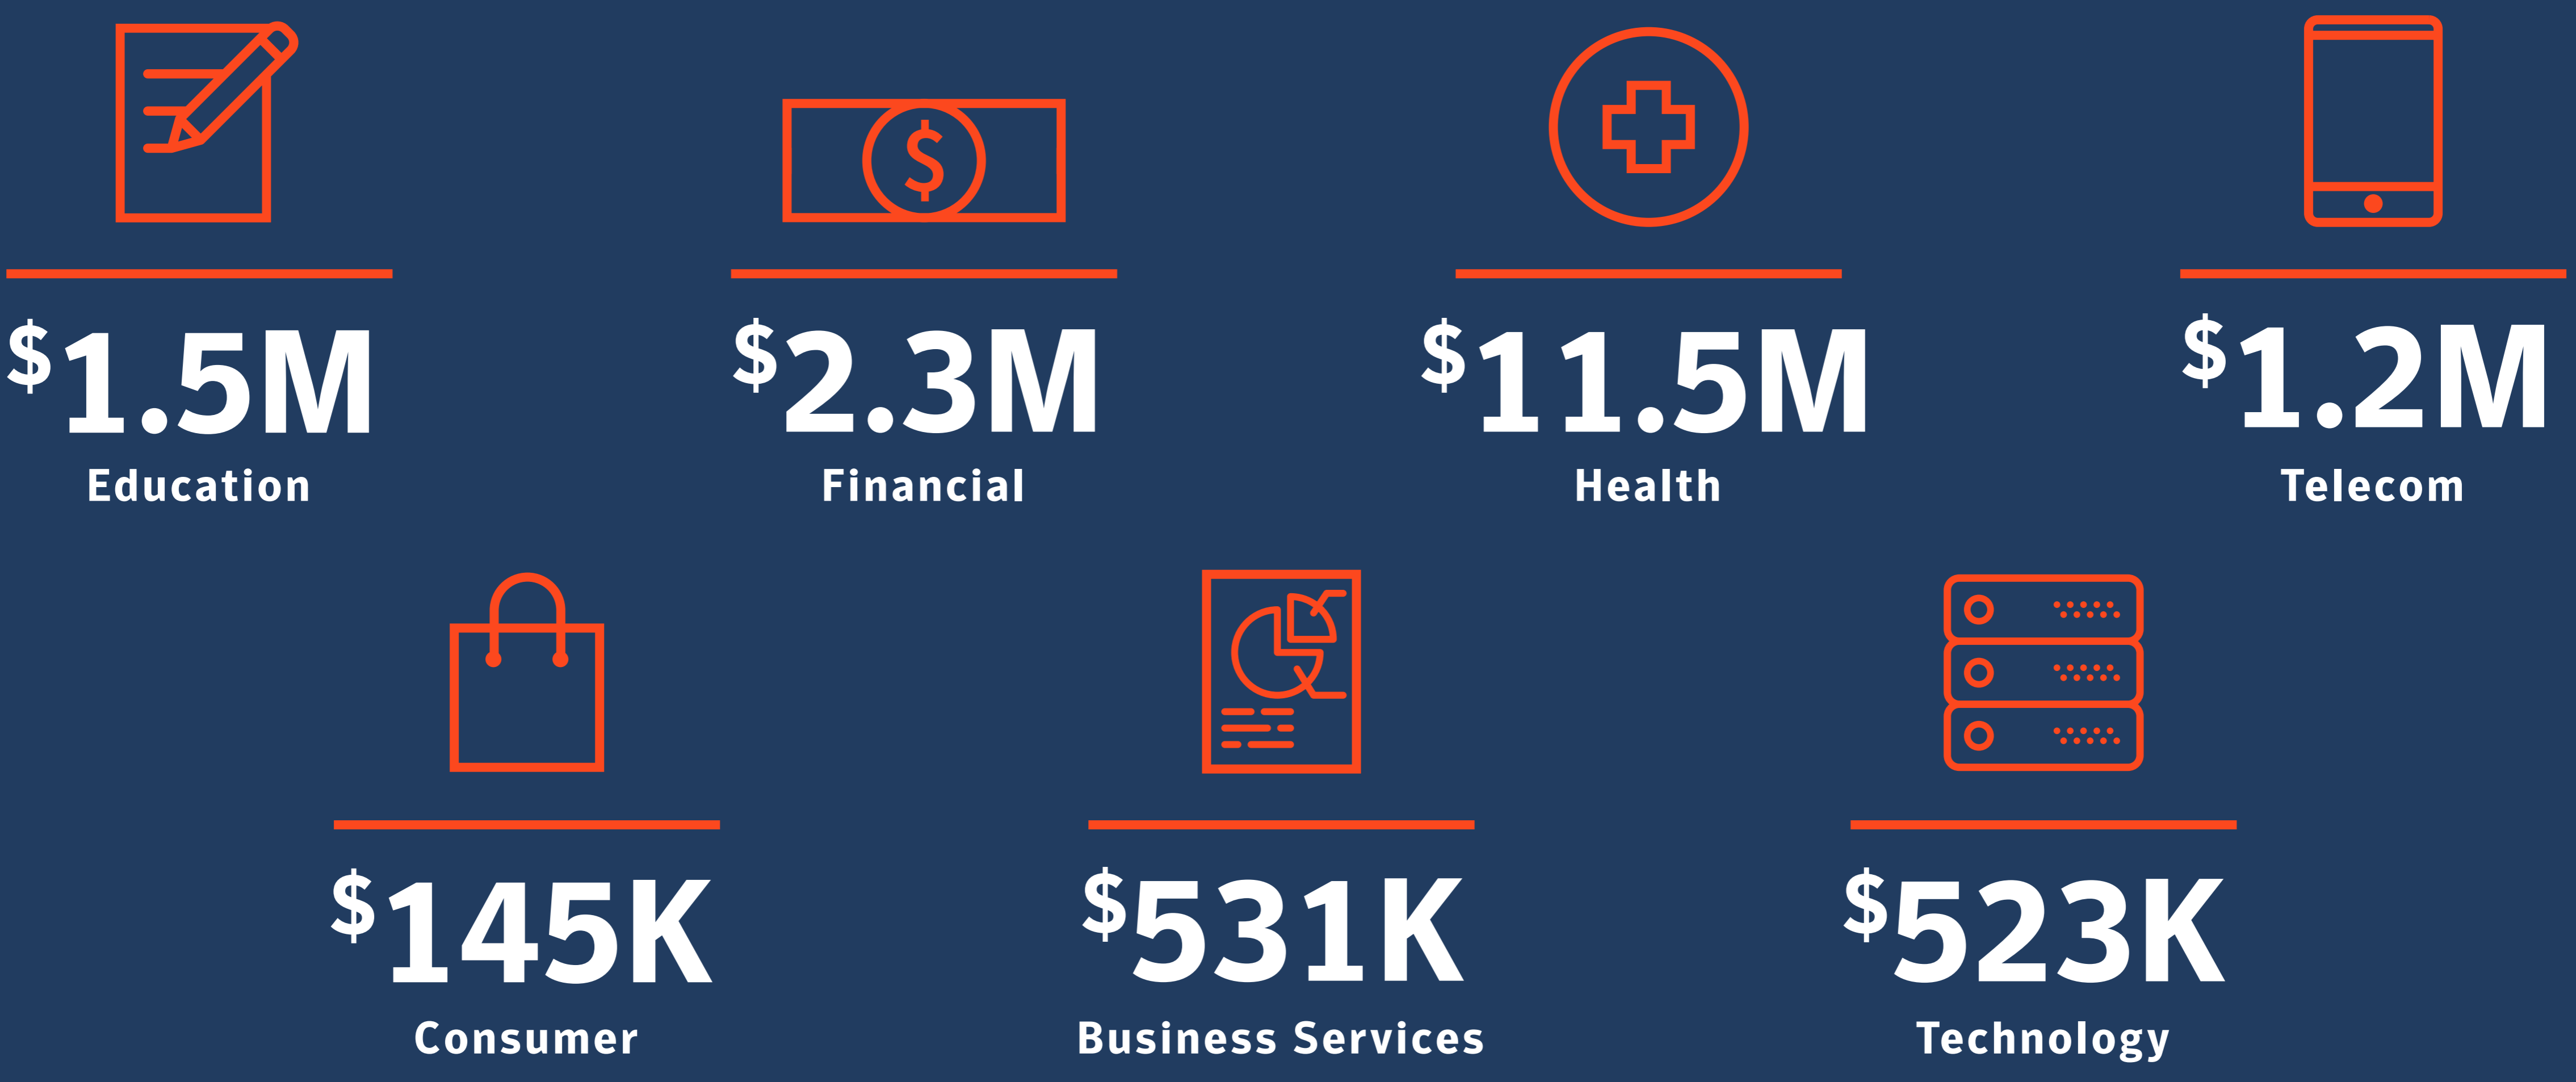 $1.5M
Education
$2.3M
Financial
$11.5M
Health
$1.2M
Telecom
$145K
Consumer
$531K
Business Services
$523K
Technology